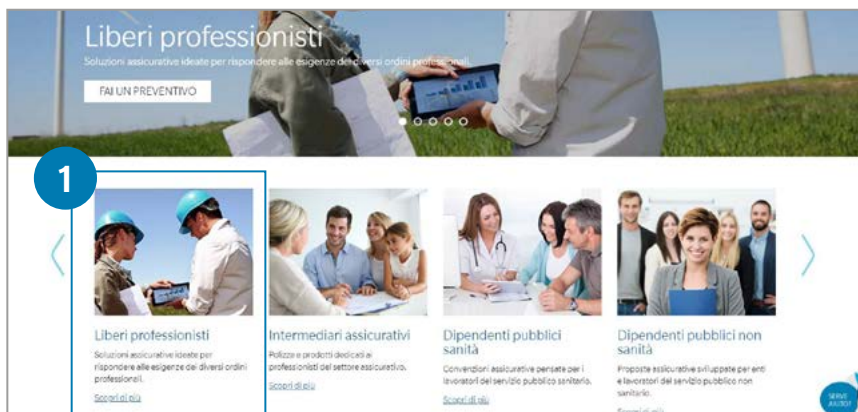 Liberi professionisti
Soluzioni assicurative ideate per rispondere alle esigenze dei diversi ordini professionali.
FAI UN PREVENTIVO
1
Liberi professionisti
Soluzioni assicurative ideate per
rispondere alle esigenze dei diversi ordini
professionali.
Scopri di più
Intermediari assicurativi
Polizze e prodotti dedicati ai
professionisti del settore assicurativo.
Scopri di più
Dipendenti pubblici
sanità
Convenzioni assicurative pensate per i
lavoratori del servizio pubblico sanitario.
Scopri di più
Dipendenti pubblici non
sanità
Proposte assicurative sviluppate per enti
e lavoratori del servizio pubblico non
sanitario.
Scopri di più
SERVE
AIUTO?